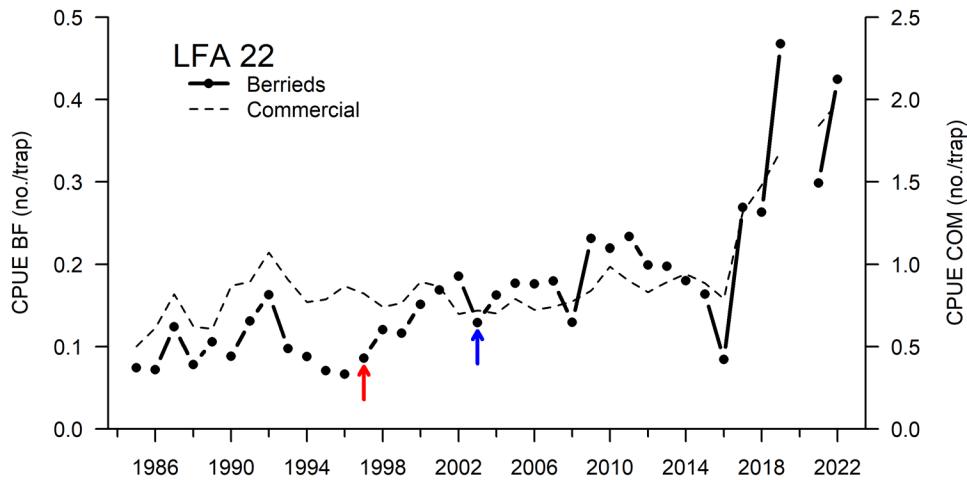 LFA 22
Berrieds
Commercial
CPUE BF (no./trap)
0.5
0.4
0.3
0.2
0.1
0.0
CPUE COM (no./trap)
2.5
2.0
1.5
1.0
0.5
0.0
1986 1990 1994 1998 2002 2006 2010 2014 2018 2022